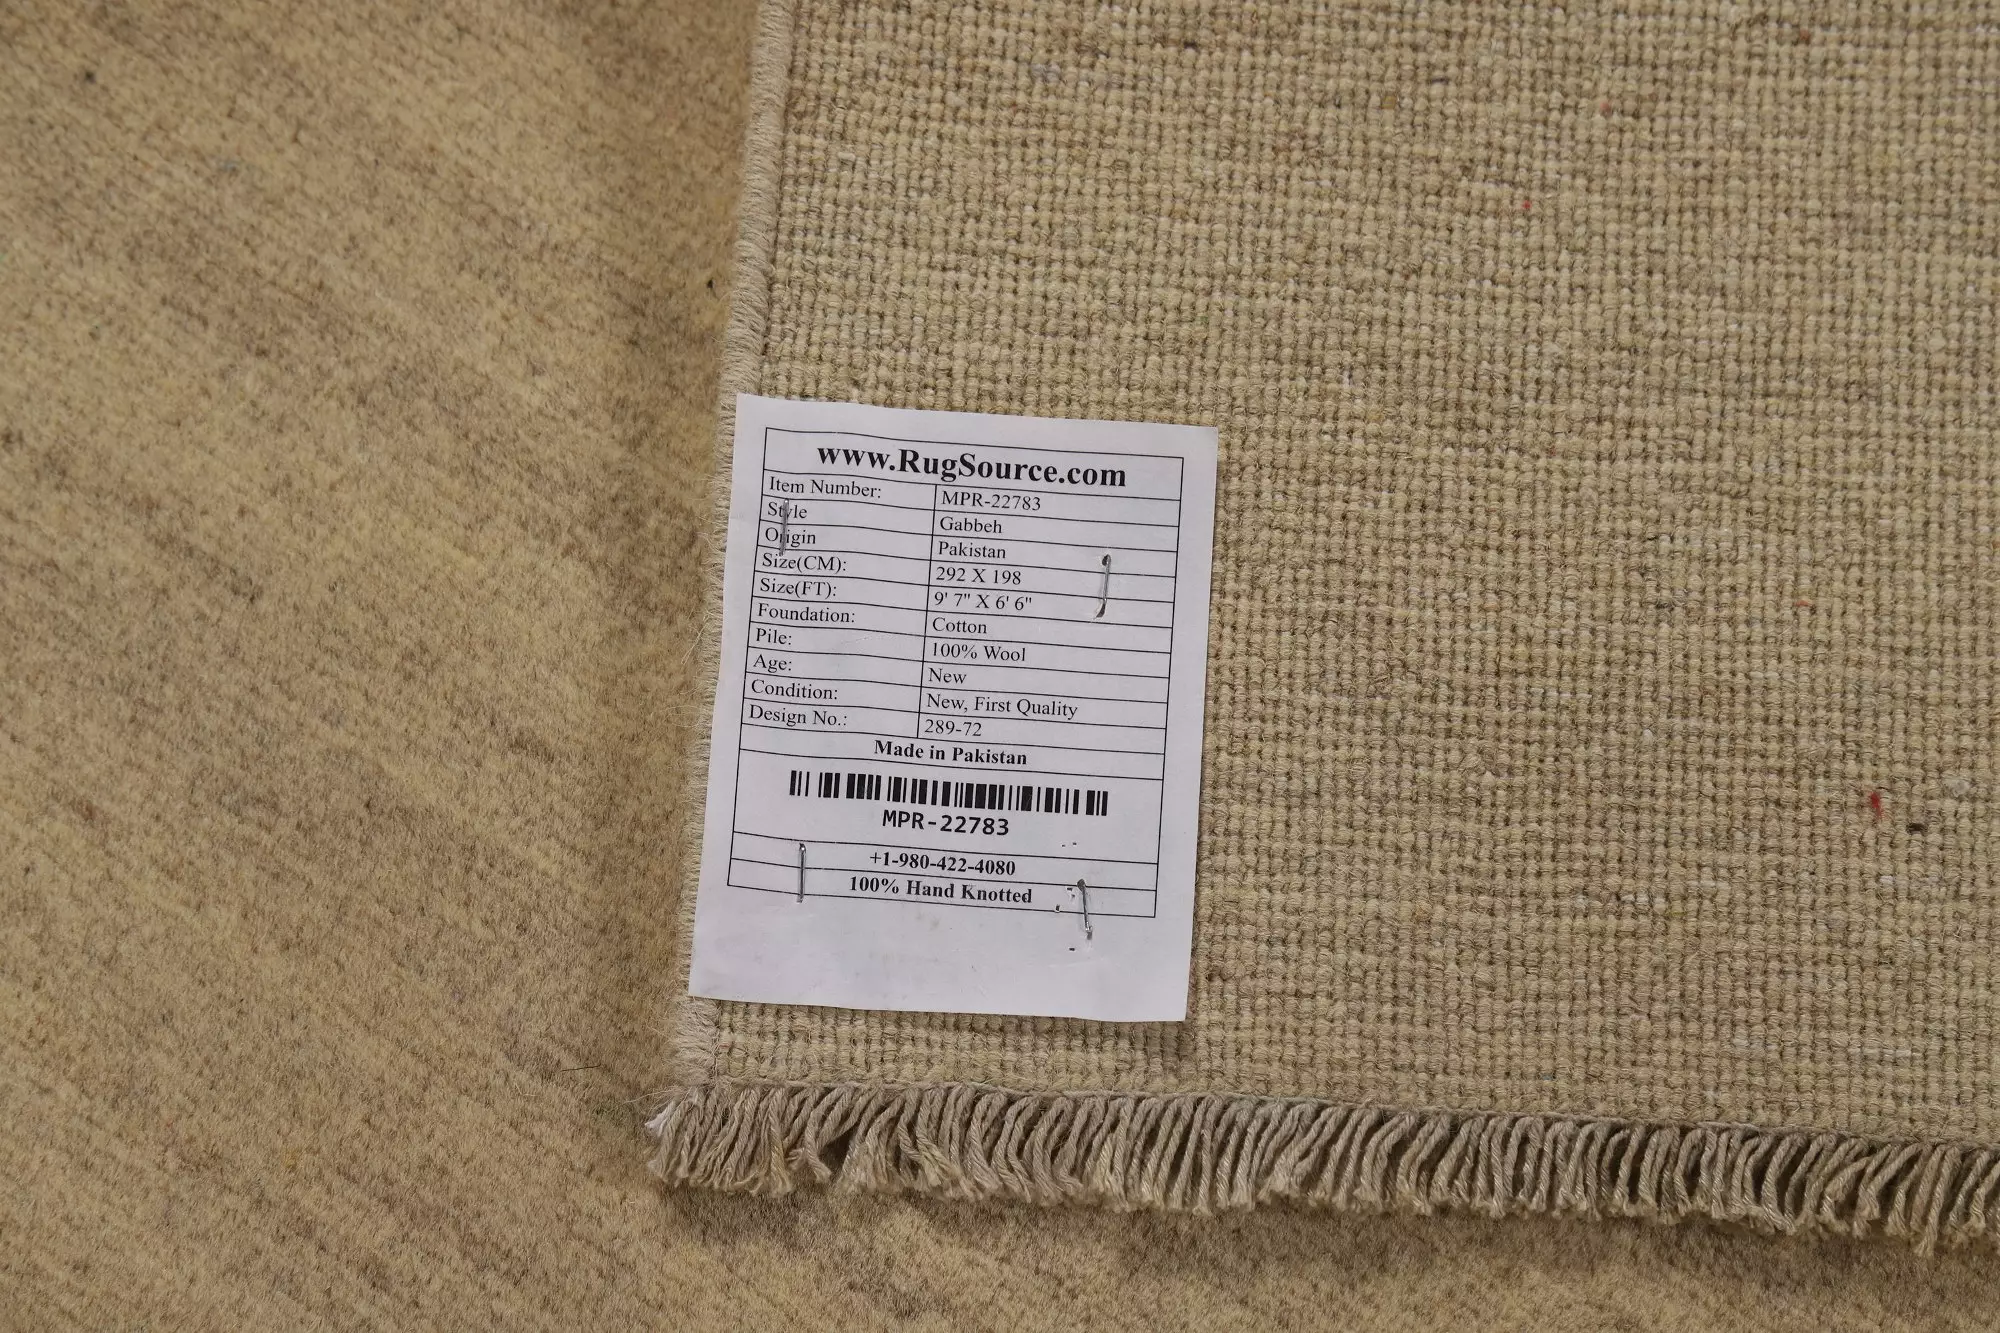 www.RugSource.com
Item Number: MPR-22783
Style Gabbeh
Origin Pakistan
Size(CM): 292 X 198
Size(FT): 9' 7" X 6' 6"
Foundation: Cotton
Pile: 100% Wool
Age: New
Condition: New, First Quality
Design No.: 289-72
Made in Pakistan
MPR-22783
+1-980-422-4080
100% Hand Knotted